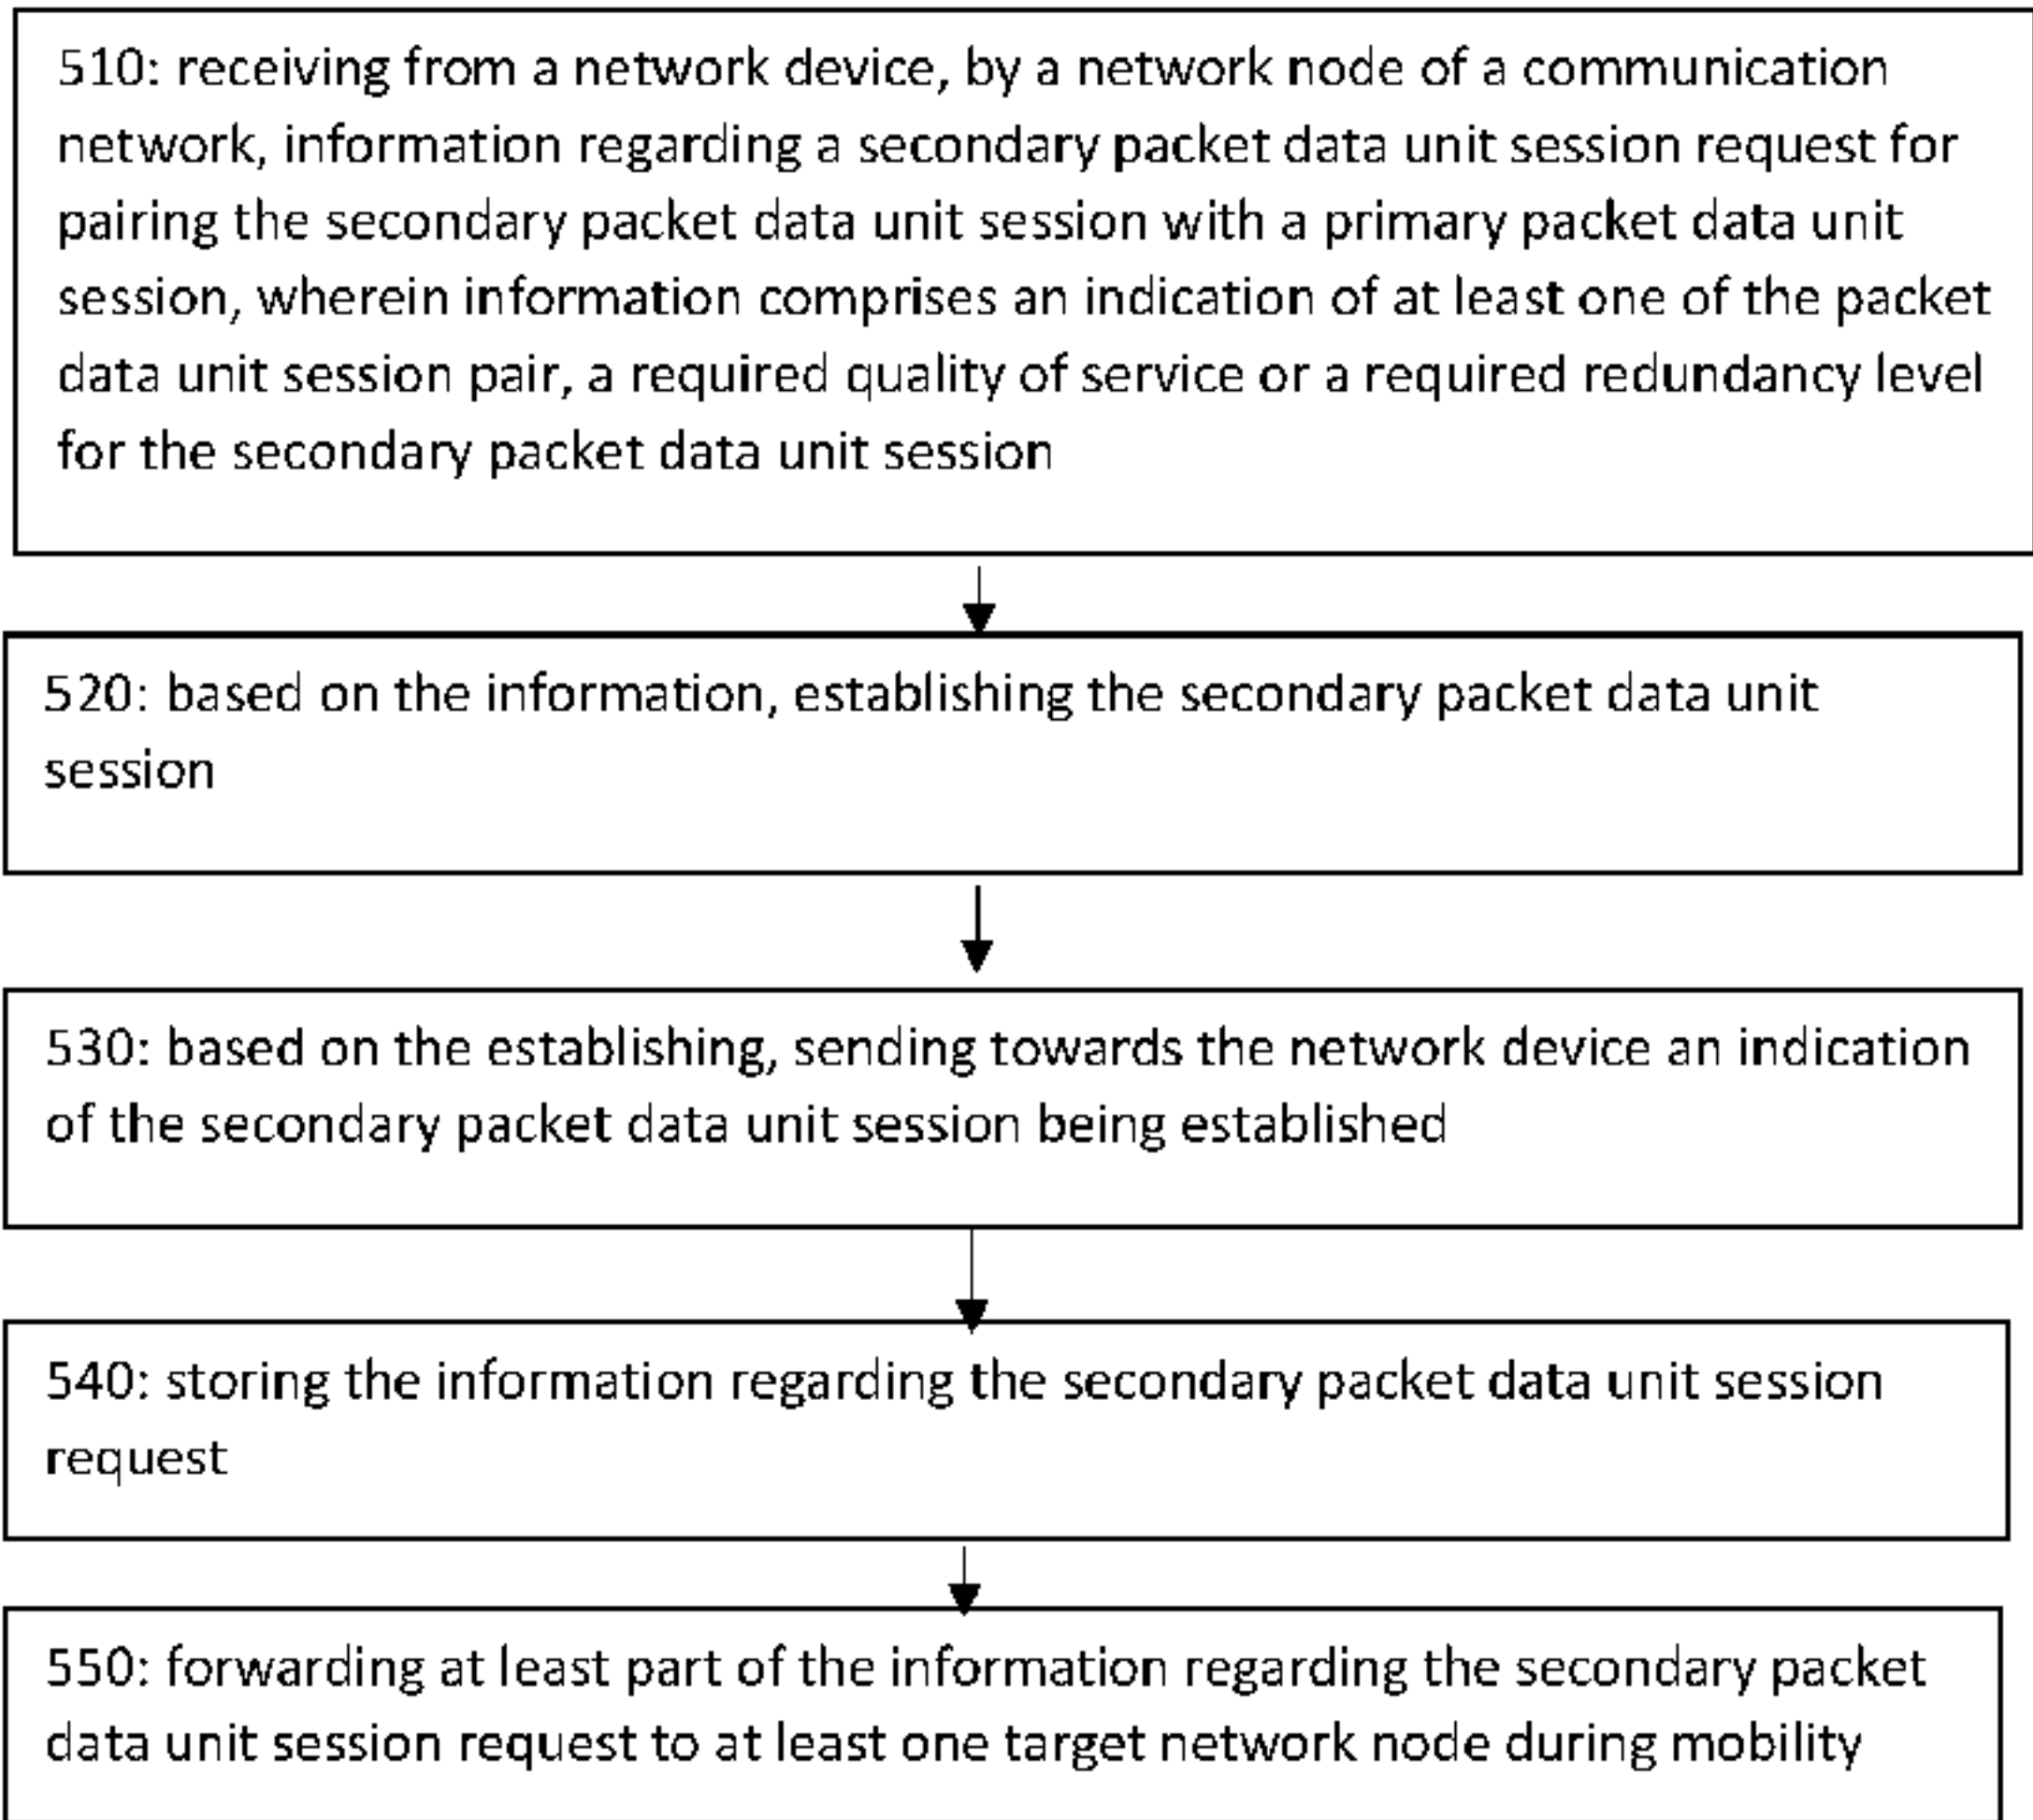 510: receiving from a network device, by a network node of a communication
network, information regarding a secondary packet data unit session request for
pairing the secondary packet data unit session with a primary packet data unit
session, wherein information comprises an indication of at least one of the packet
data unit session pair, a required quality of service or a required redundancy level
for the secondary packet data unit session
520: based on the information, establishing the secondary packet data unit
session
530: based on the establishing, sending towards the network device an indication
of the secondary packet data unit session being established
540: storing the information regarding the secondary packet data unit session
request
550: forwarding at least part of the information regarding the secondary packet
data unit session request to at least one target network node during mobility